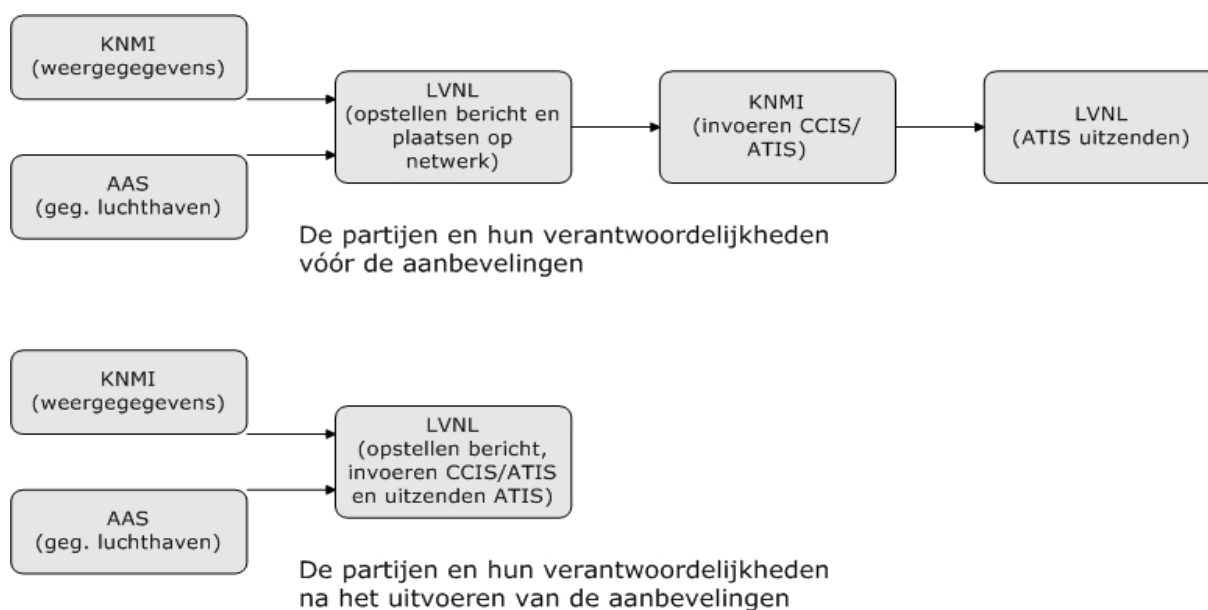 KNMI
(weergegegevens)
AAS
(geg. luchthaven)
LVNL
(opstellen bericht en
plaatsen op
netwerk)
KNMI
(invoeren CCIS/
ATIS)
LVNL
(ATIS uitzenden)
De partijen en hun verantwoordelijkheden
vóór de aanbevelingen
KNMI
(weergegegevens)
AAS
(geg. luchthaven)
LVNL
(opstellen bericht,
invoeren CCIS/ATIS
en uitzenden ATIS)
De partijen en hun verantwoordelijkheden
na het uitvoeren van de aanbevelingen